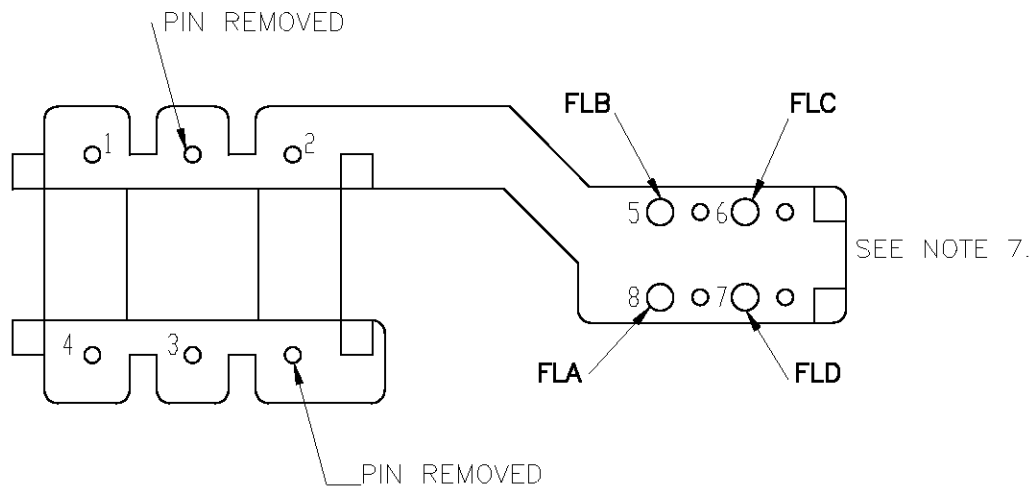 PIN REMOVED
FLB FLC
1 2
5 6
SEE NOTE 7.
8 7
4 3
FLA FLD
PIN REMOVED